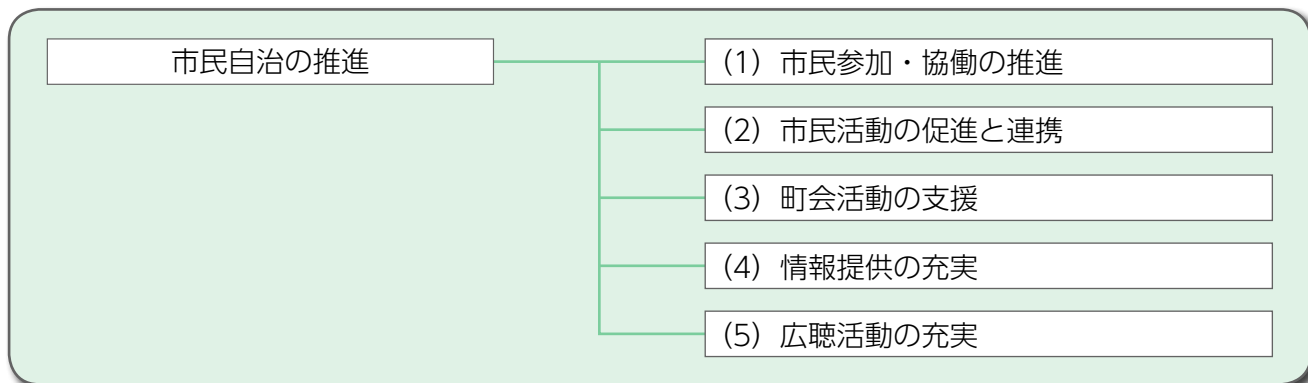 市民自治の推進
(1) 市民参加・協働の推進
(2) 市民活動の促進と連携
(3) 町会活動の支援
(4) 情報提供の充実
(5) 広聴活動の充実